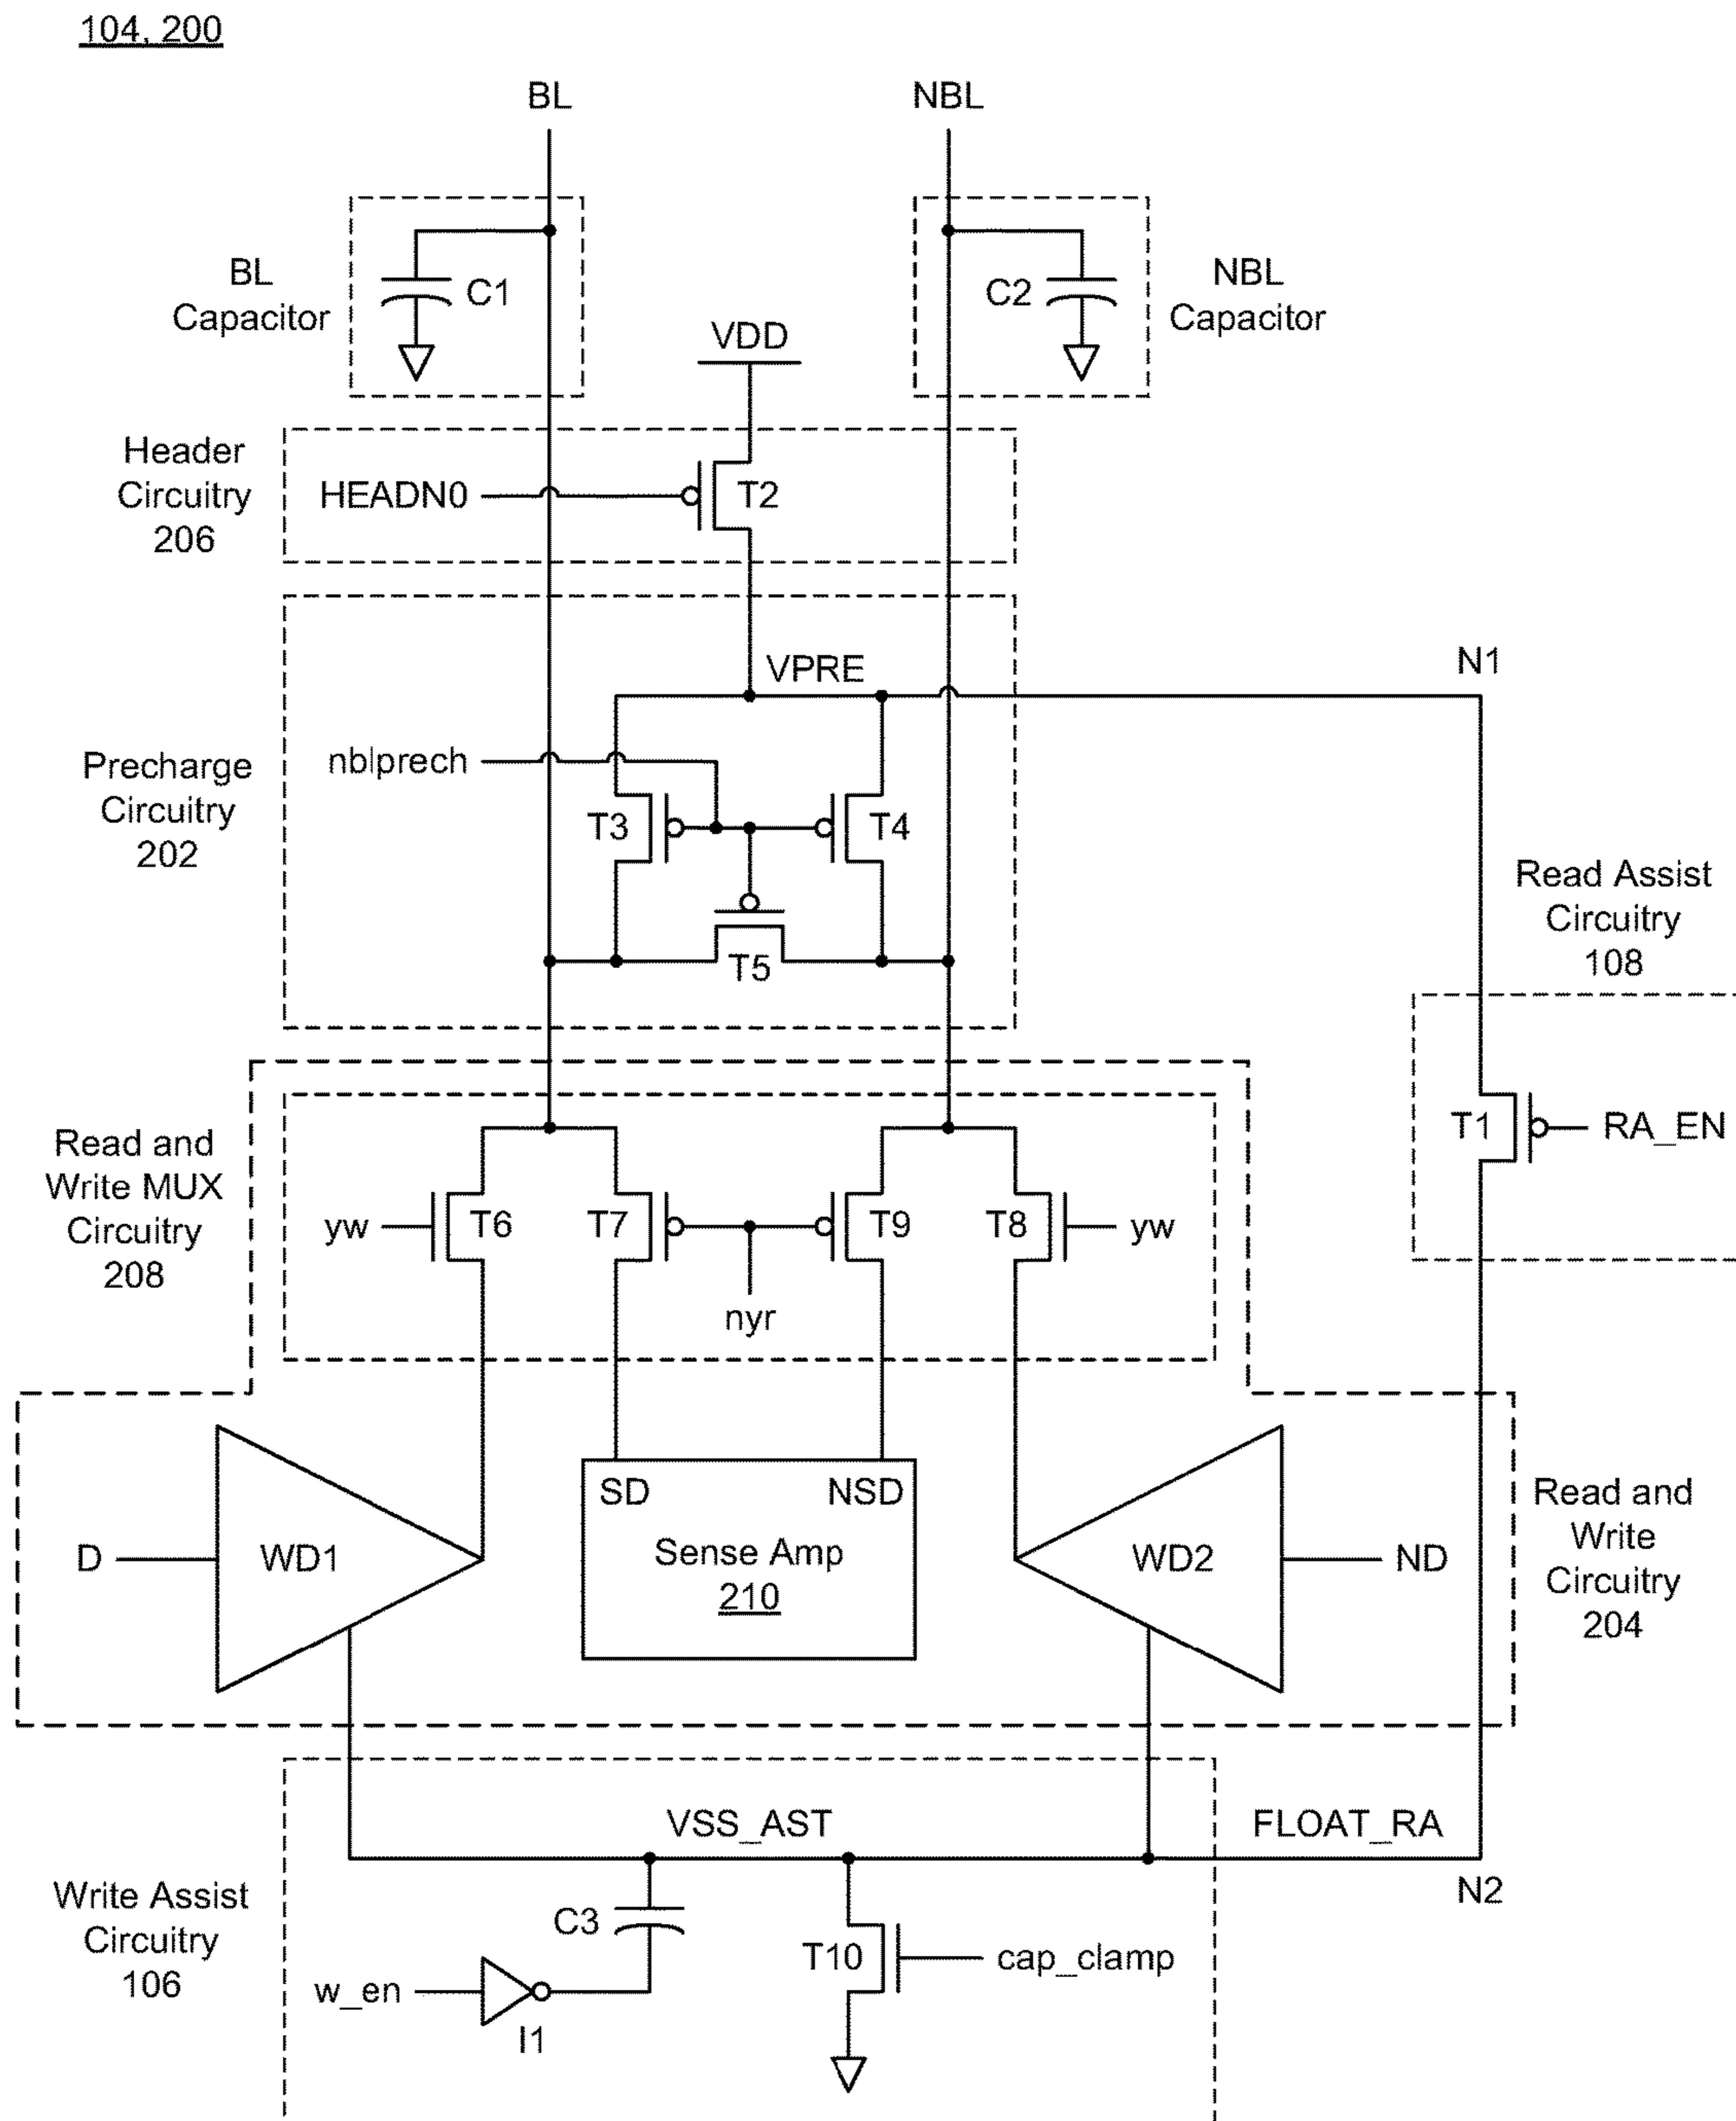 104, 200
BL
NBL
BL
Capacitor
C1
C2
NBL
Capacitor
VDD
Header
Circuitry
206
HEADN0
T2
VPRE
N1
Precharge
Circuitry
202
nblprech
T3
T4
T5
Read Assist
Circuitry
108
T1
RA_EN
Read and
Write MUX
Circuitry
208
yw
T6
T7
T9
T8
yw
nyr
D
WD1
SD
NSD
Sense Amp
210
WD2
ND
Read and
Write
Circuitry
204
VSS_AST
FLOAT_RA
N2
Write Assist
Circuitry
106
C3
T10
cap_clamp
w_en
I1